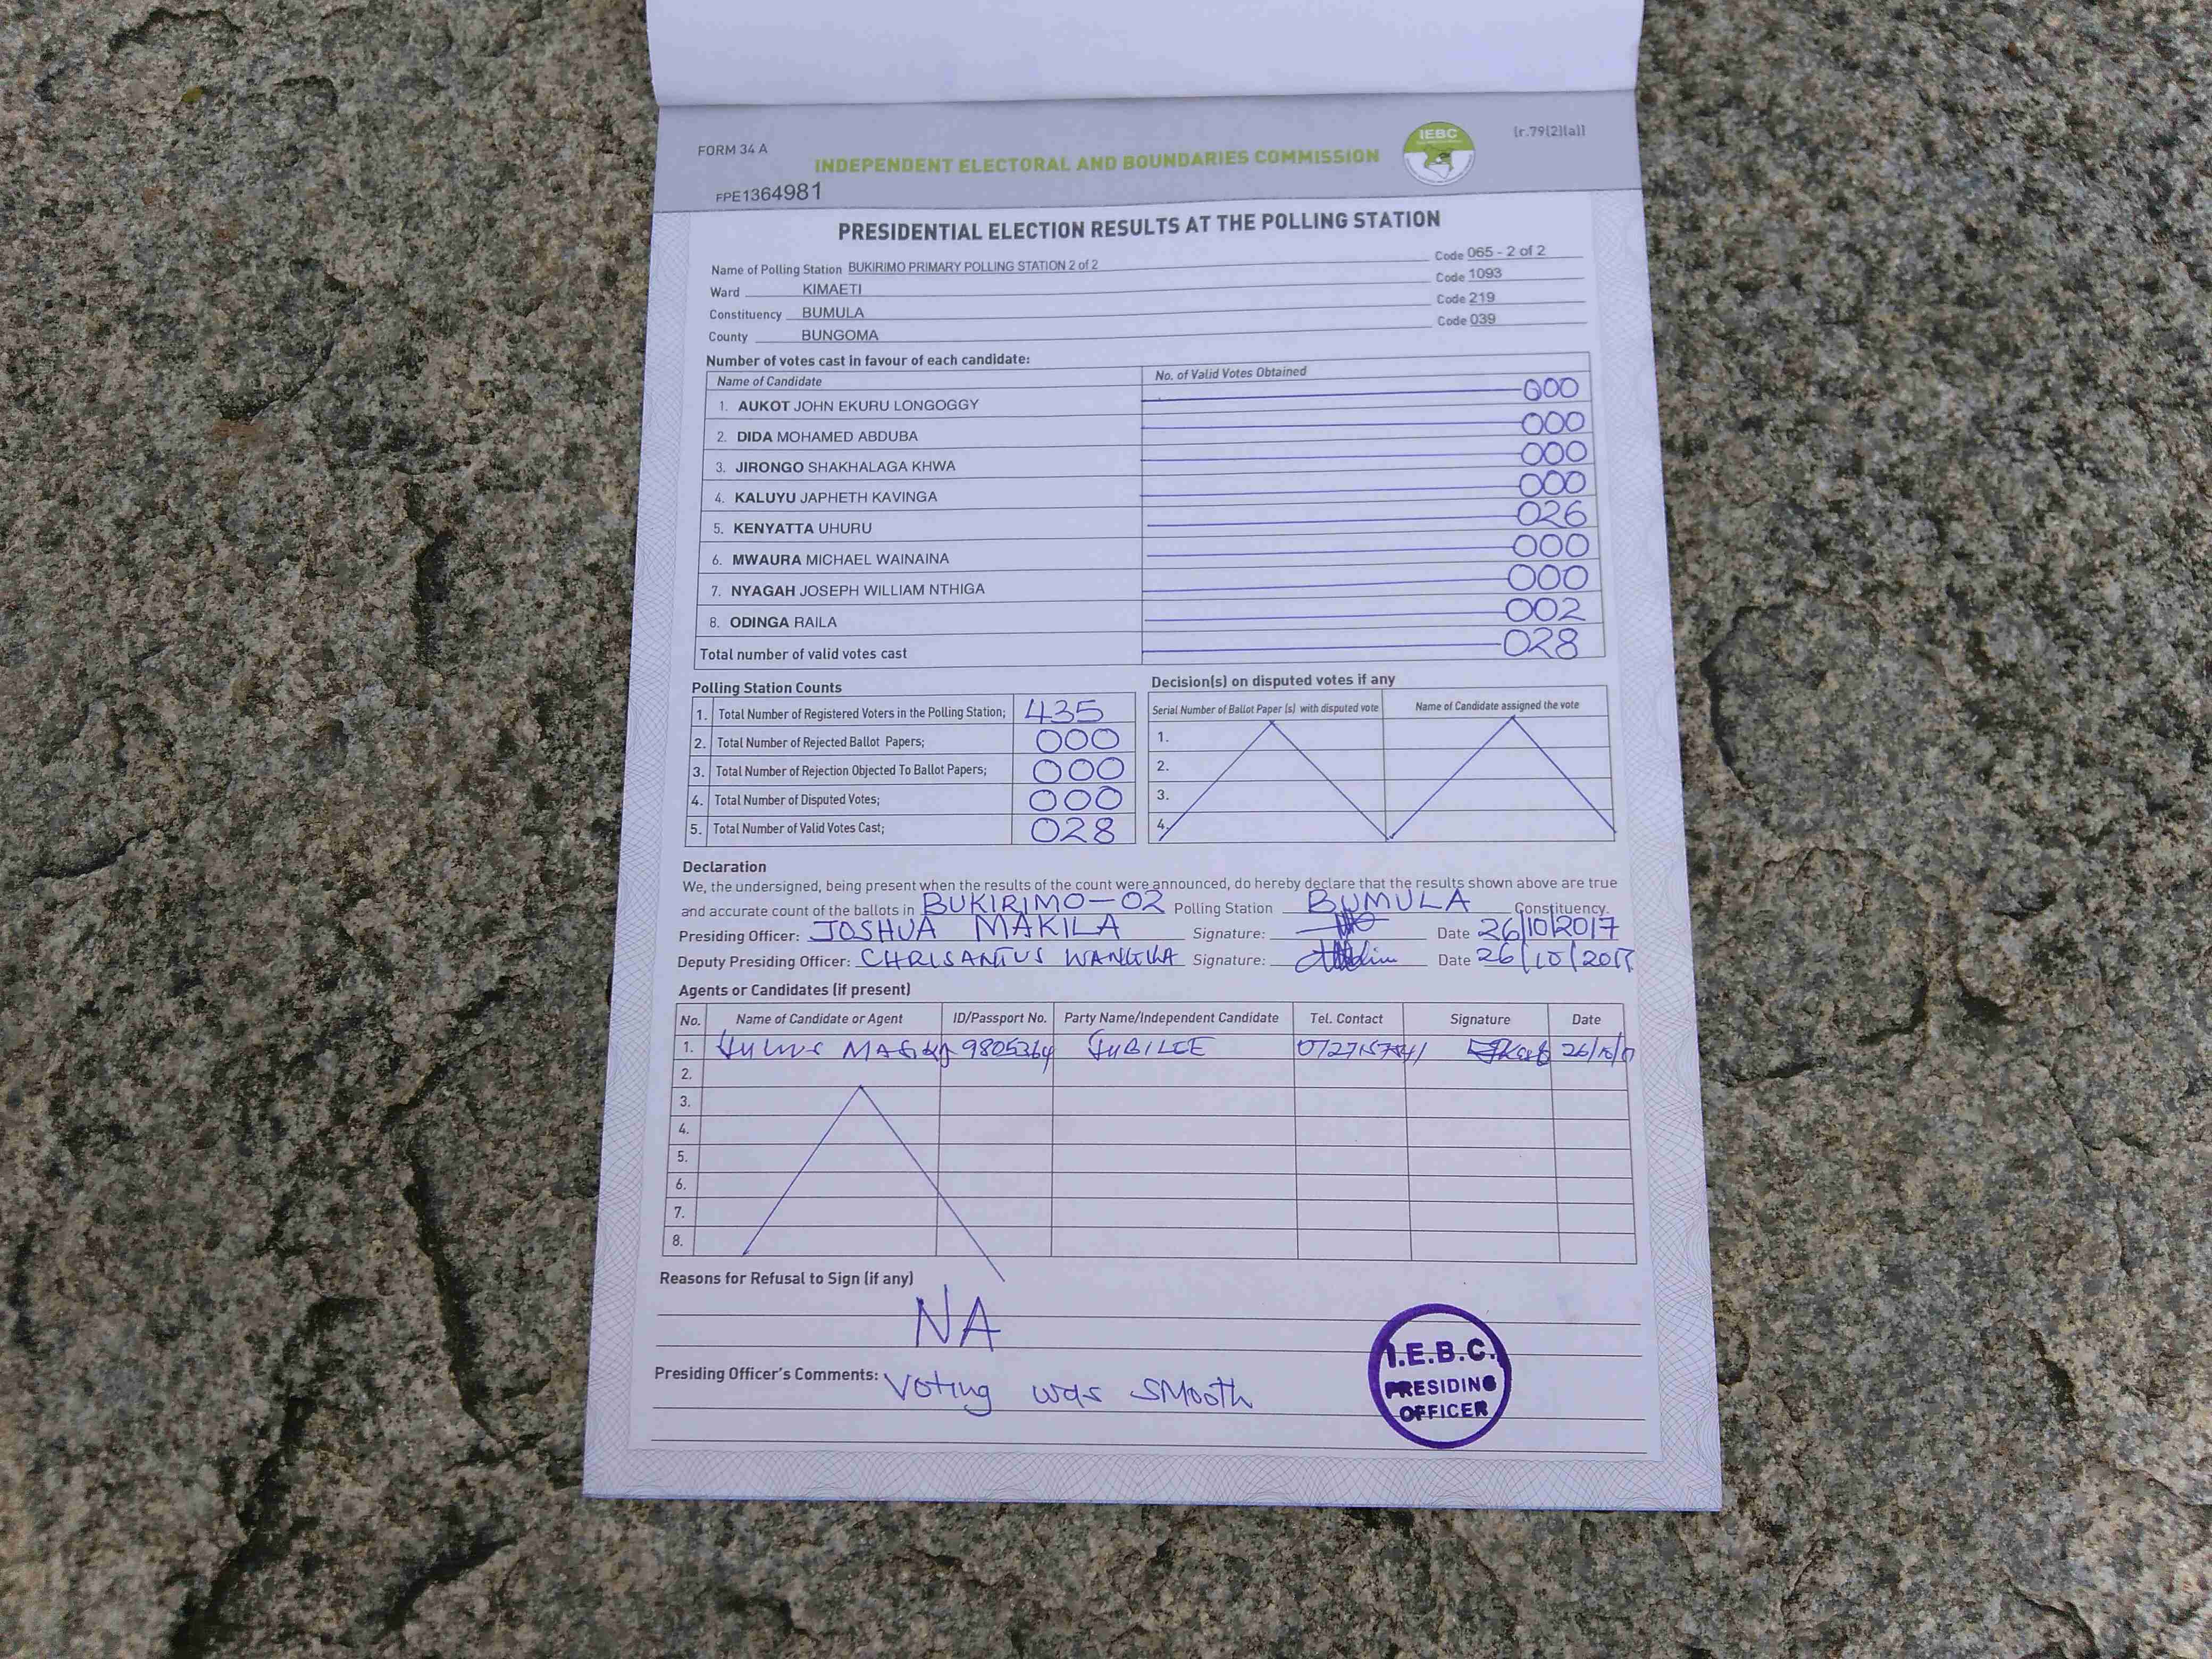 FORM 34 A
IEBC
[r.79(2)(a)]
INDEPENDENT ELECTORAL AND BOUNDARIES COMMISSION
FPE1364981
PRESIDENTIAL ELECTION RESULTS AT THE POLLING STATION
Name of Polling Station BUKIRIMO PRIMARY POLLING STATION 2 of 2 Code 065 - 2 of 2
Ward KIMAETI Code 1093
Constituency BUMULA Code 219
County BUNGOMA Code 039
Number of votes cast in favour of each candidate:
Name of Candidate No. of Valid Votes Obtained
1. AUKOT JOHN EKURU LONGOGGY 000
2. DIDA MOHAMED ABDUBA 000
3. JIRONGO SHAKHALAGA KHWA 000
4. KALUYU JAPHETH KAVINGA 000
5. KENYATTA UHURU 026
6. MWAURA MICHAEL WAINAINA 000
7. NYAGAH JOSEPH WILLIAM NTHIGA 000
8. ODINGA RAILA 002
Total number of valid votes cast 028
Polling Station Counts
1. Total Number of Registered Voters in the Polling Station; 435
2. Total Number of Rejected Ballot Papers; 000
3. Total Number of Rejection Objected To Ballot Papers; 000
4. Total Number of Disputed Votes; 000
5. Total Number of Valid Votes Cast; 028
Decision(s) on disputed votes if any
Serial Number of Ballot Paper (s) with disputed vote Name of Candidate assigned the vote
1.
2.
3.
4.
Declaration
We, the undersigned, being present when the results of the count were announced, do hereby declare that the results shown above are true
and accurate count of the ballots in BUKIRIMO-02 Polling Station BUMULA Constituency.
Presiding Officer: JOSHUA MAKILA Signature: Date 26/10/2017
Deputy Presiding Officer: CHRISANTUS Signature: Date 26/10/2017
Agents or Candidates (if present)
No. Name of Candidate or Agent ID/Passport No. Party Name/Independent Candidate Tel. Contact Signature Date
1. JUBILEE 26/10/17
2.
3.
4.
5.
6.
7.
8.
Reasons for Refusal to Sign (if any)
NA
Presiding Officer's Comments: Voting was smooth
I.E.B.C.
PRESIDING
OFFICER